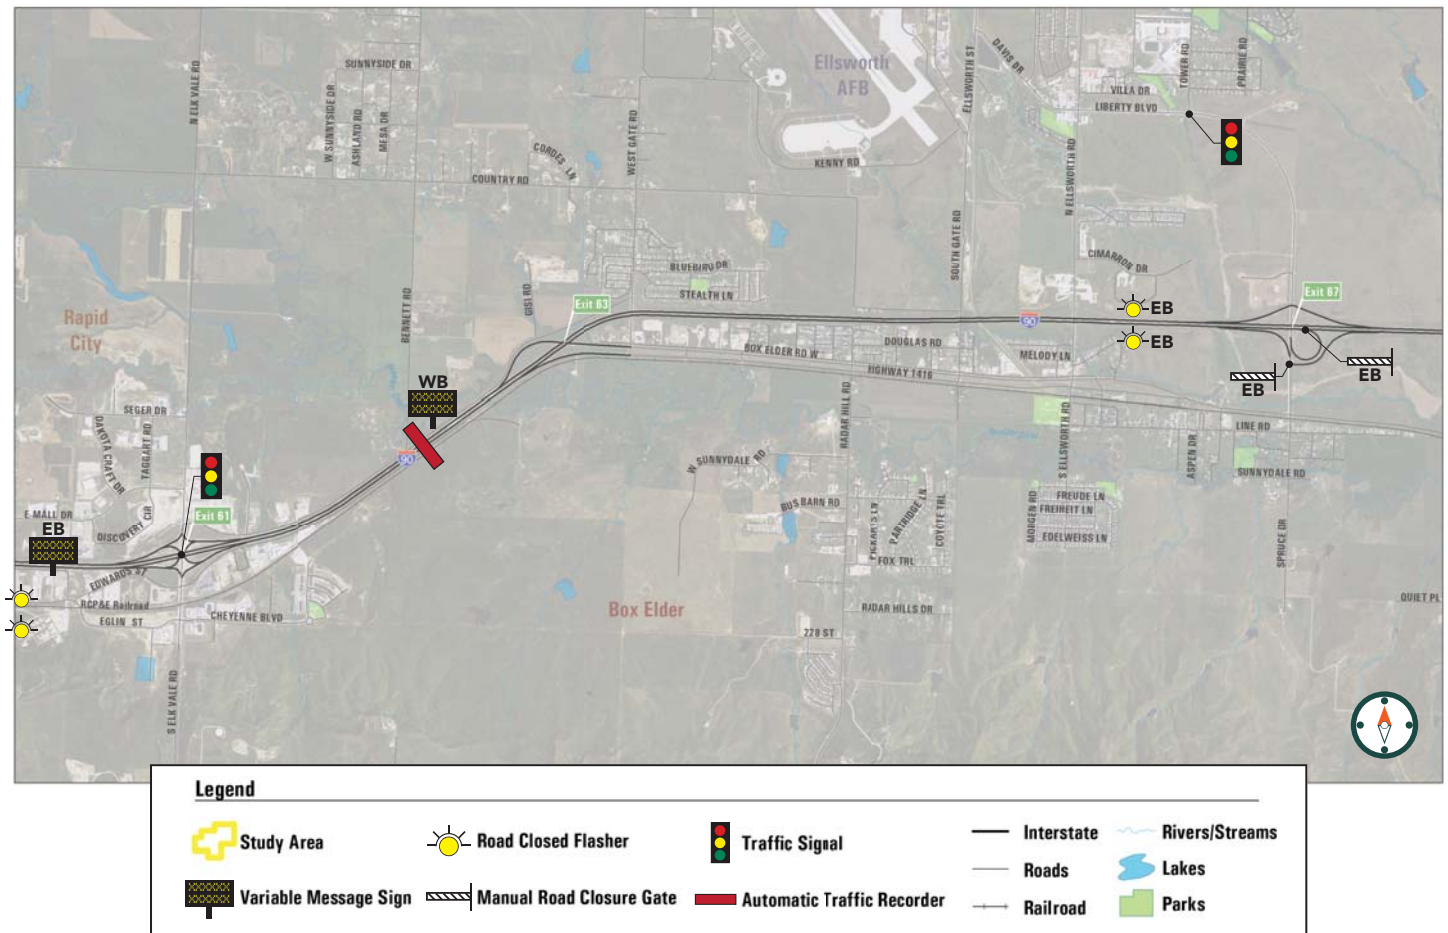 Ellsworth
AFB
N ELK VALE RD
SUNNYSIDE DR
W SUNNYSIDE DR
ASHLAND RD
MESA DR
CORDES LN
COUNTRY RD
WEST GATE RD
KENNY RD
ELLSWORTH ST
DAVIS DR
VILLA DR
LIBERTY BLVD
TOWER RD
PRAIRIE RD
N ELLSWORTH RD
SOUTH GATE RD
CIMARRON DR
BLUEBIRD DR
STEALTH LN
Exit 63
Exit 67
GISI RD
BENNETT RD
Rapid
City
90
EB
EB
EB
EB
DOUGLAS RD
MELODY LN
BOX ELDER RD W
HIGHWAY 1416
RADAR HILL RD
WB
90
SEGER DR
DAKOTA CRAFT DR
TAGGART RD
E MALL DR
DISCOVERY CIR
Exit 61
EB
EDWARDS ST
RCP&E Railroad
EGLIN ST
CHEYENNE BLVD
S ELK VALE RD
W SUNNYDALE RD
BUS BARN RD
PICKARTS LN
PARTRIDGE LN
COYOTE TRL
FOX TRL
RADAR HILLS DR
228 ST
Box Elder
S ELLSWORTH RD
MORGEN RD
FREUDE LN
FREIHEIT LN
EDELWEISS LN
ASPEN DR
LINE RD
SUNNYDALE RD
SPRUCE DR
QUIET PL
Legend
Study Area
Road Closed Flasher
Traffic Signal
Interstate
Rivers/Streams
Roads
Lakes
Variable Message Sign
Manual Road Closure Gate
Automatic Traffic Recorder
Railroad
Parks